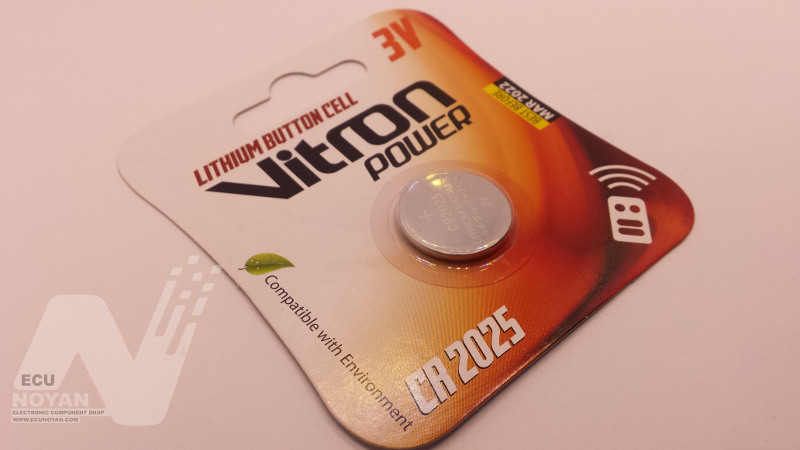 3V
LITHIUM BUTTON CELL
Vitron
POWER
BEST BEFORE
MAR 2022
CR2025
Compatible with Environment
CR 2025
ECU
NOYAN
ELECTRONIC COMPONENT SHOP
WWW.ECUNOYAN.COM